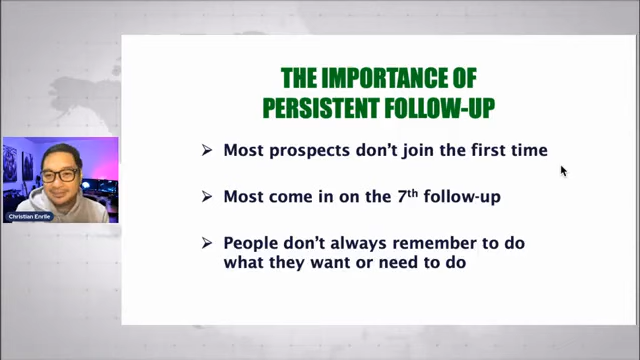 THE IMPORTANCE OF
PERSISTENT FOLLOW-UP
➢ Most prospects don't join the first time
➢ Most come in on the 7th follow-up
➢ People don't always remember to do
what they want or need to do
Christian Enrile